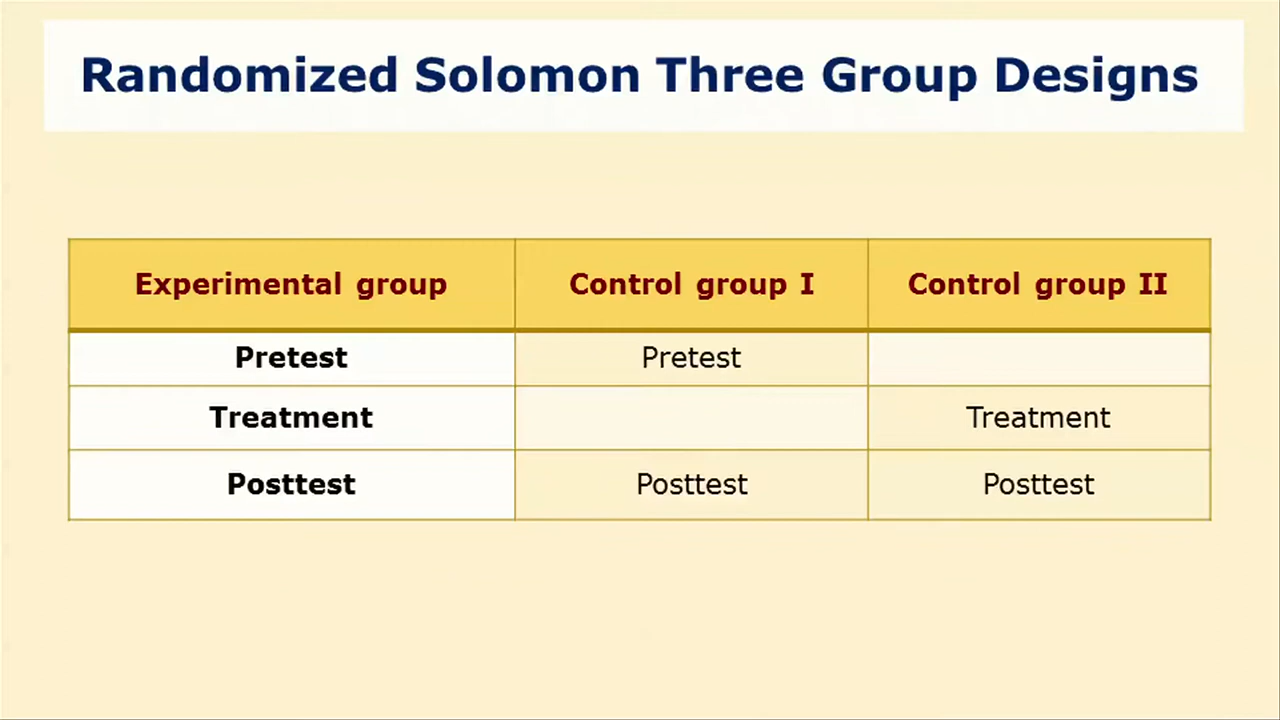 Randomized Solomon Three Group Designs
Experimental group Control group I Control group II
Pretest Pretest
Treatment Treatment
Posttest Posttest Posttest